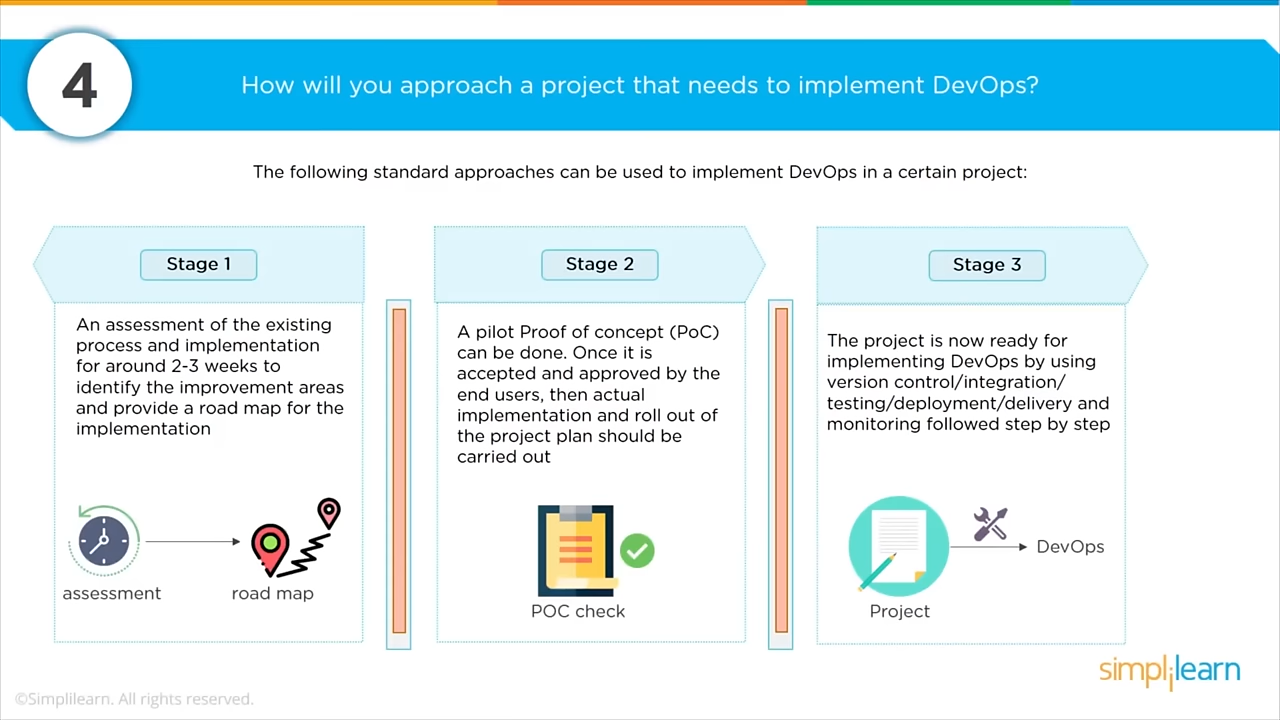 4
How will you approach a project that needs to implement DevOps?
The following standard approaches can be used to implement DevOps in a certain project:
Stage 1
An assessment of the existing
process and implementation
for around 2-3 weeks to
identify the improvement areas
and provide a road map for the
implementation
assessment
road map
Stage 2
A pilot Proof of concept (PoC)
can be done. Once it is
accepted and approved by the
end users, then actual
implementation and roll out of
the project plan should be
carried out
POC check
Stage 3
The project is now ready for
implementing DevOps by using
version control/integration/
testing/deployment/delivery and
monitoring followed step by step
DevOps
Project
simplilearn
©Simplilearn. All rights reserved.